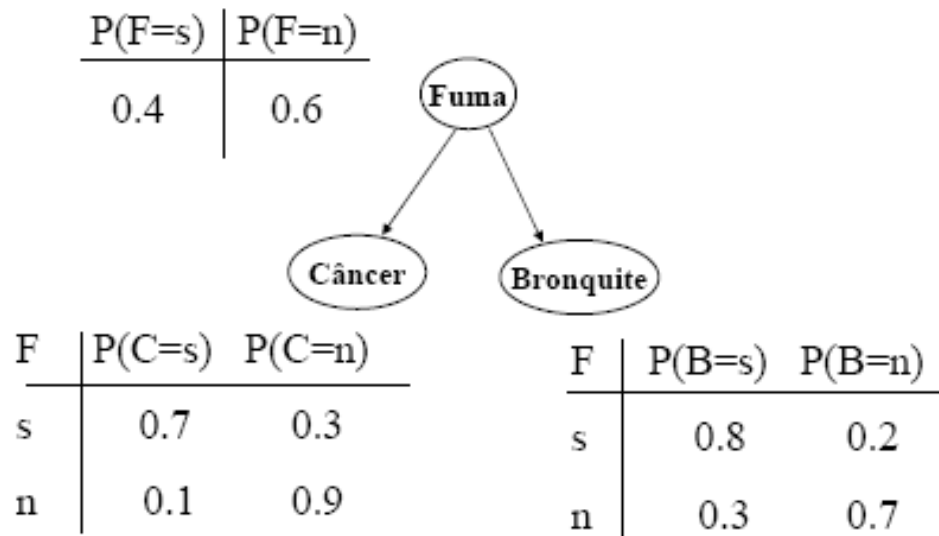 P(F=s) P(F=n)
0.4 0.6
Fuma
Câncer
Bronquite
F P(C=s) P(C=n)
s 0.7 0.3
n 0.1 0.9
F P(B=s) P(B=n)
s 0.8 0.2
n 0.3 0.7